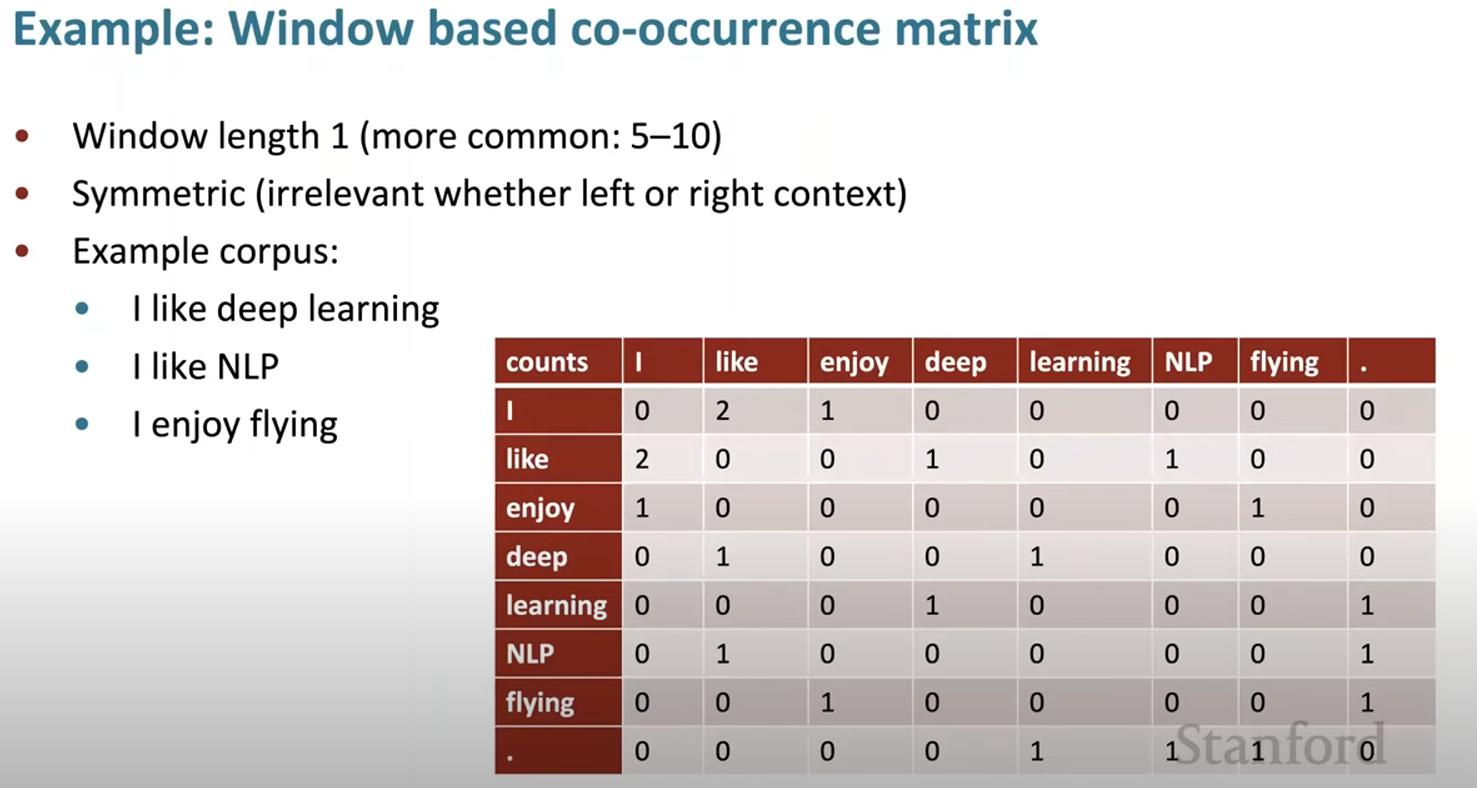 Example: Window based co-occurrence matrix
• Window length 1 (more common: 5–10)
• Symmetric (irrelevant whether left or right context)
• Example corpus:
• I like deep learning
• I like NLP
• I enjoy flying
counts I like enjoy deep learning NLP flying .
I 0 2 1 0 0 0 0 0
like 2 0 0 1 0 1 0 0
enjoy 1 0 0 0 0 0 1 0
deep 0 1 0 0 1 0 0 0
learning 0 0 0 1 0 0 0 1
NLP 0 1 0 0 0 0 0 1
flying 0 0 1 0 0 0 0 1
. 0 0 0 0 1 1 1 0
Stanford